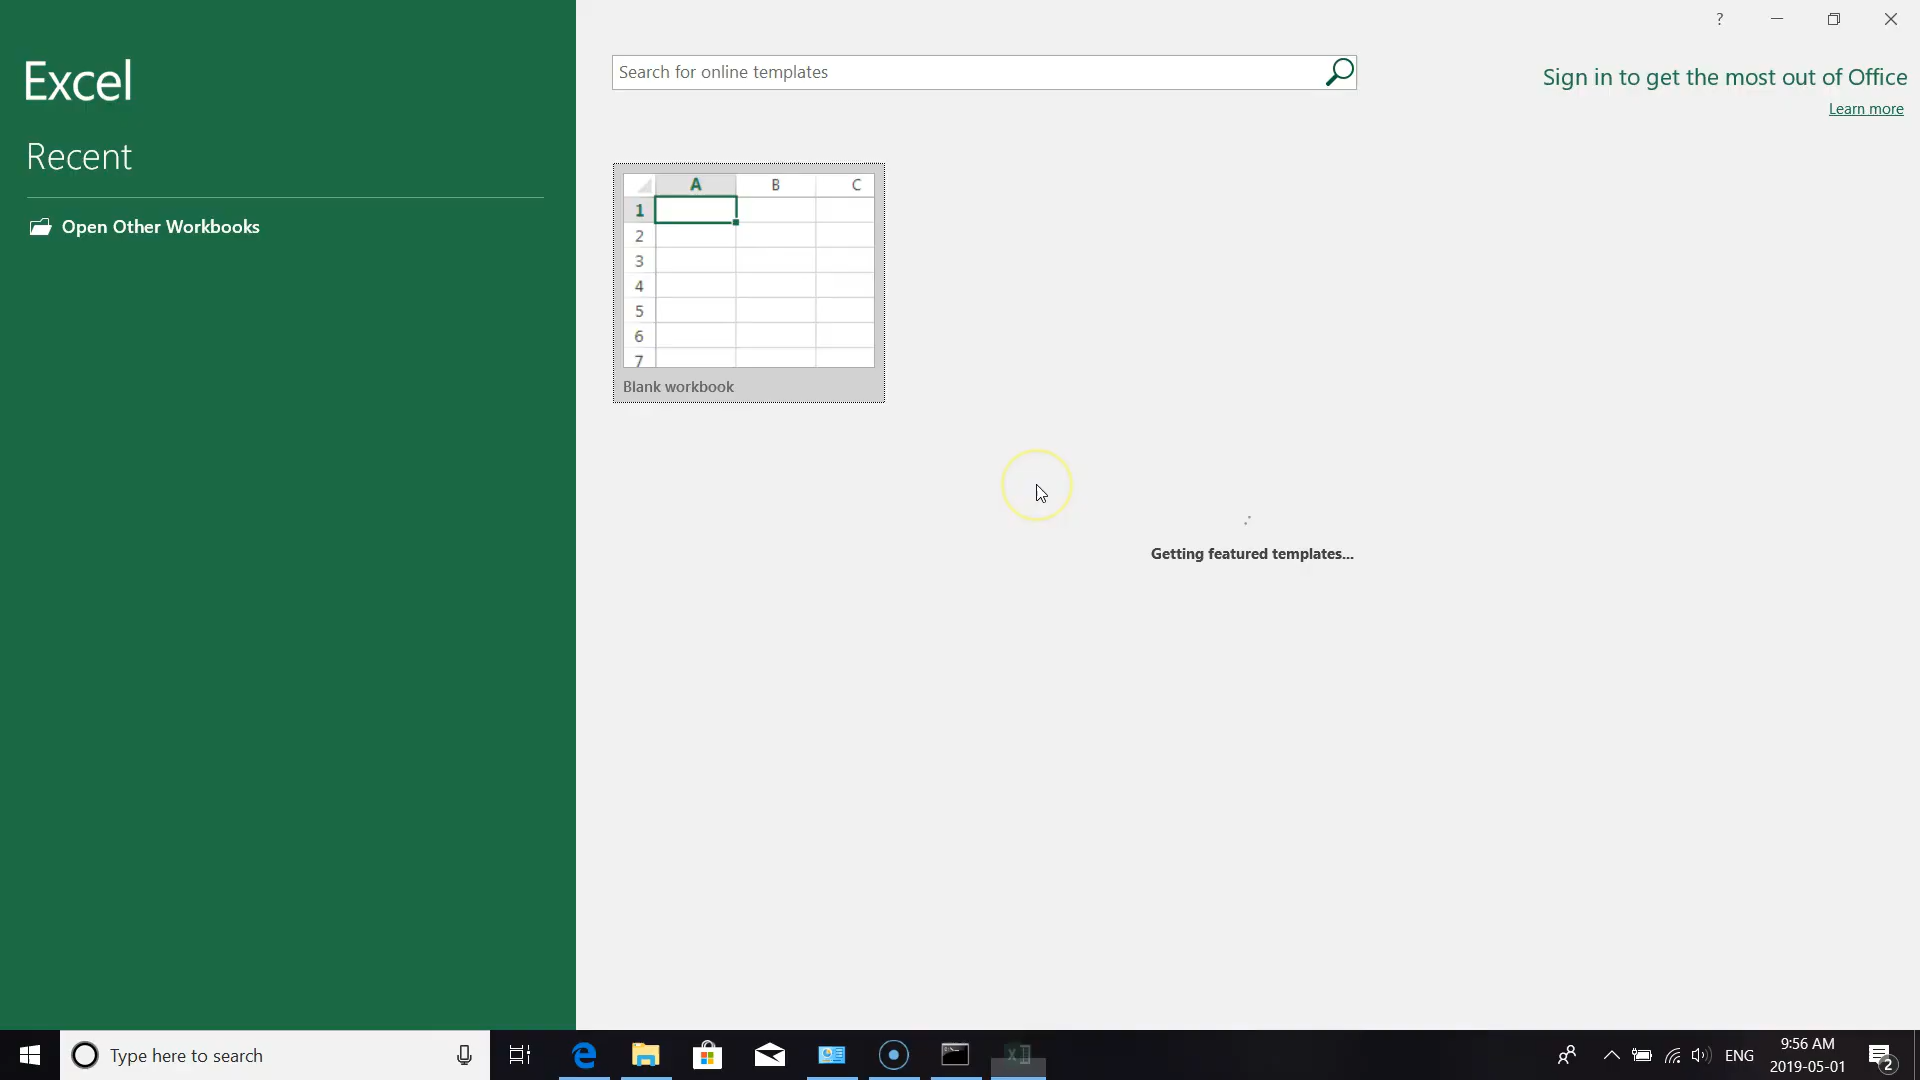 ?
Excel
Recent
Open Other Workbooks
Search for online templates
Sign in to get the most out of Office
Learn more
A B C
1
2
3
4
5
6
7
Blank workbook
Getting featured templates...
Type here to search
ENG
9:56 AM
2019-05-01
2